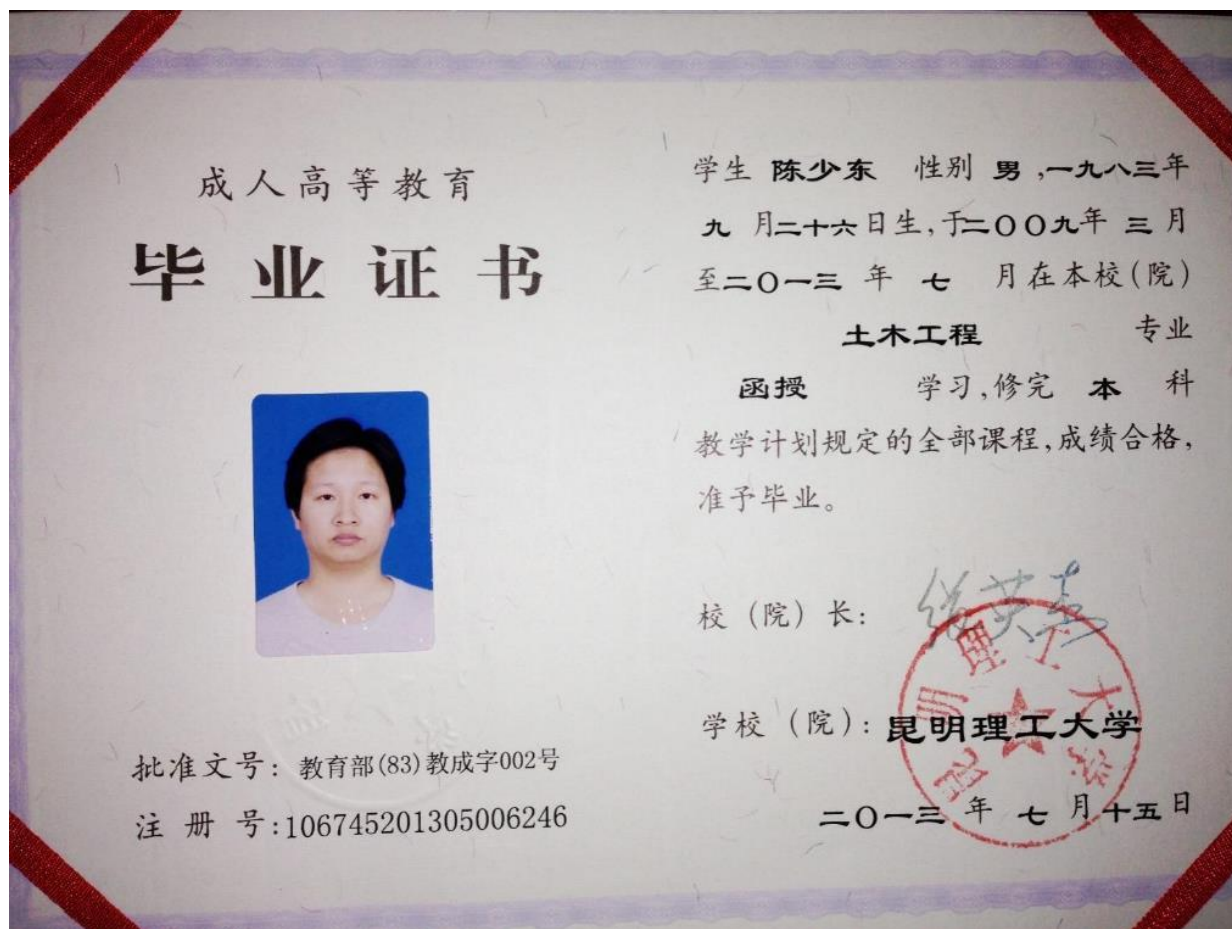 成人高等教育
毕业证书
批准文号：教育部(83)教成字002号
注册号:106745201305006246
学生 陈少东 性别 男 ,一九八三年
九 月二十六日生,于二〇〇九年 三 月
至二〇一三 年 七 月在本校(院)
土木工程 专业
函授 学习,修完 本 科
教学计划规定的全部课程,成绩合格,
准予毕业。
校（院）长：
学校（院）：昆明理工大学
昆明理工大学
二〇一三 年 七 月十五日